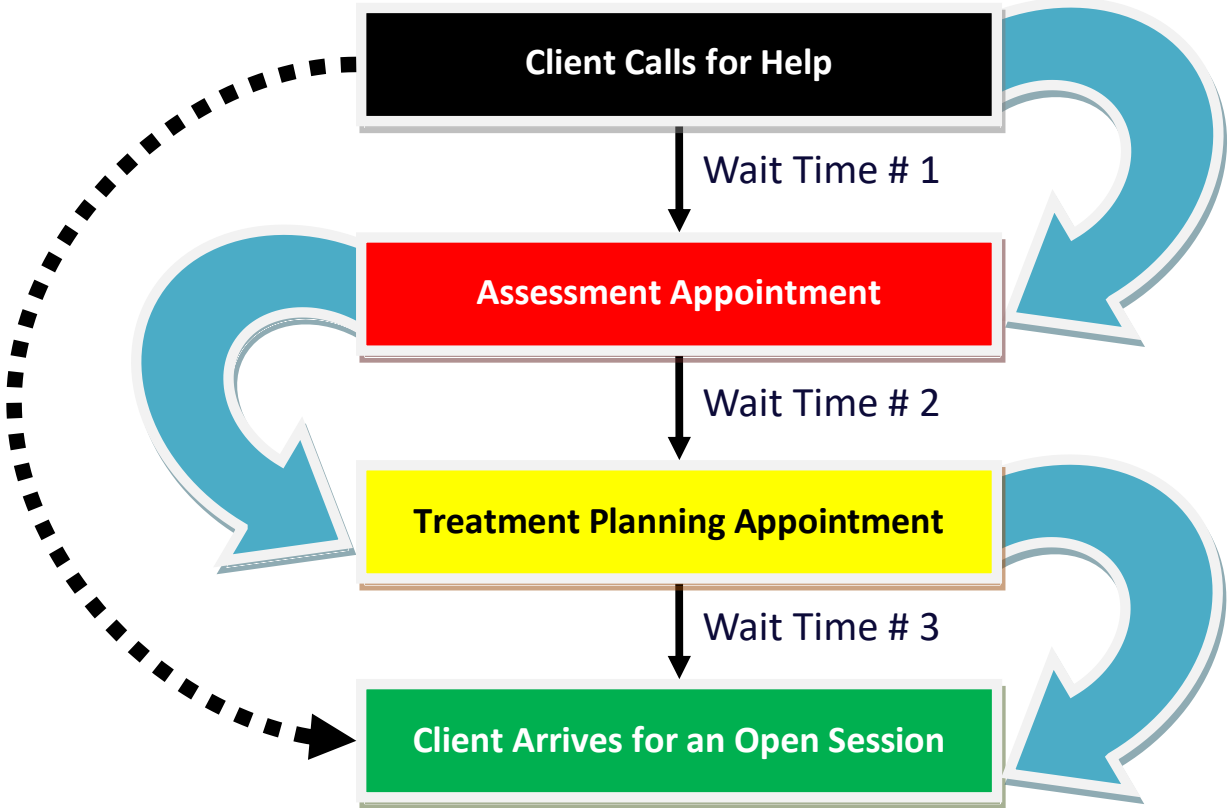 Client Calls for Help
Wait Time # 1
Assessment Appointment
Wait Time # 2
Treatment Planning Appointment
Wait Time # 3
Client Arrives for an Open Session